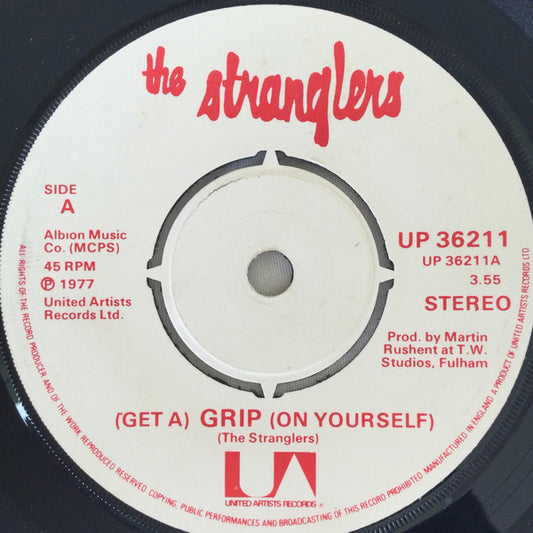 the stranglers
SIDE
A
Albion Music
Co. (MCPS)
45 RPM
Ⓟ 1977
United Artists
Records Ltd.
UP 36211
UP 36211A
3.55
STEREO
Prod. by Martin
Rushent at T.W.
Studios, Fulham
(GET A) GRIP (ON YOURSELF)
(The Stranglers)
UA
UNITED ARTISTS RECORDS ®
ALL RIGHTS OF THE RECORD PRODUCER AND OF THE OWNER OF THE WORK REPRODUCED RESERVED COPYING, PUBLIC PERFORMANCES AND BROADCASTING OF THIS RECORD PROHIBITED. MANUFACTURED IN ENGLAND. A PRODUCT OF UNITED ARTISTS RECORDS LTD